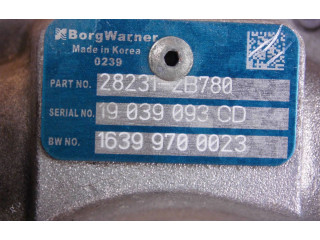 BorgWarner
Made in Korea
0239
PART NO. 28231-2B780
SERIAL NO. 19 039 093 CD
BW NO. 1639 970 0023